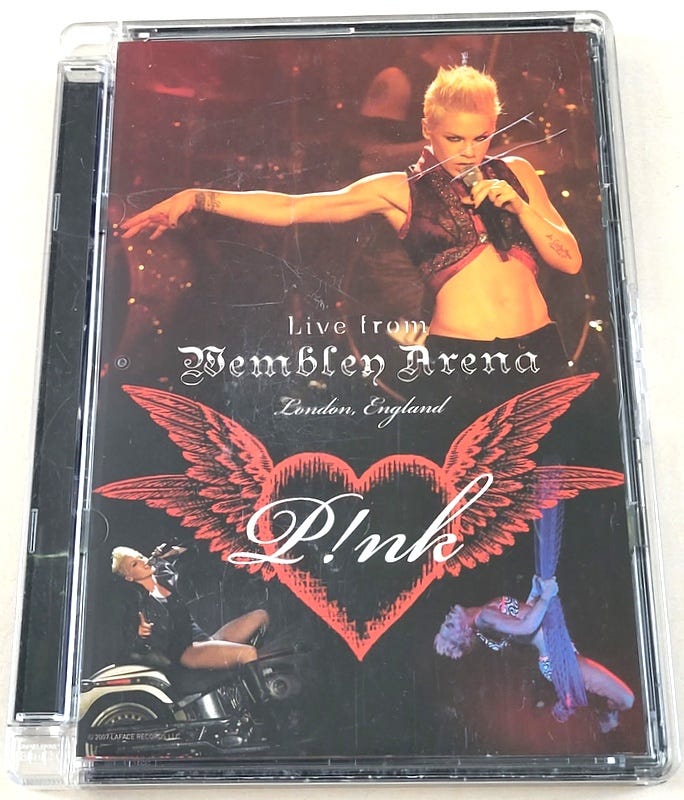 Live from
Wembley Arena
London, England
P!nk
© 2007 LAFACE RECORDS LLC